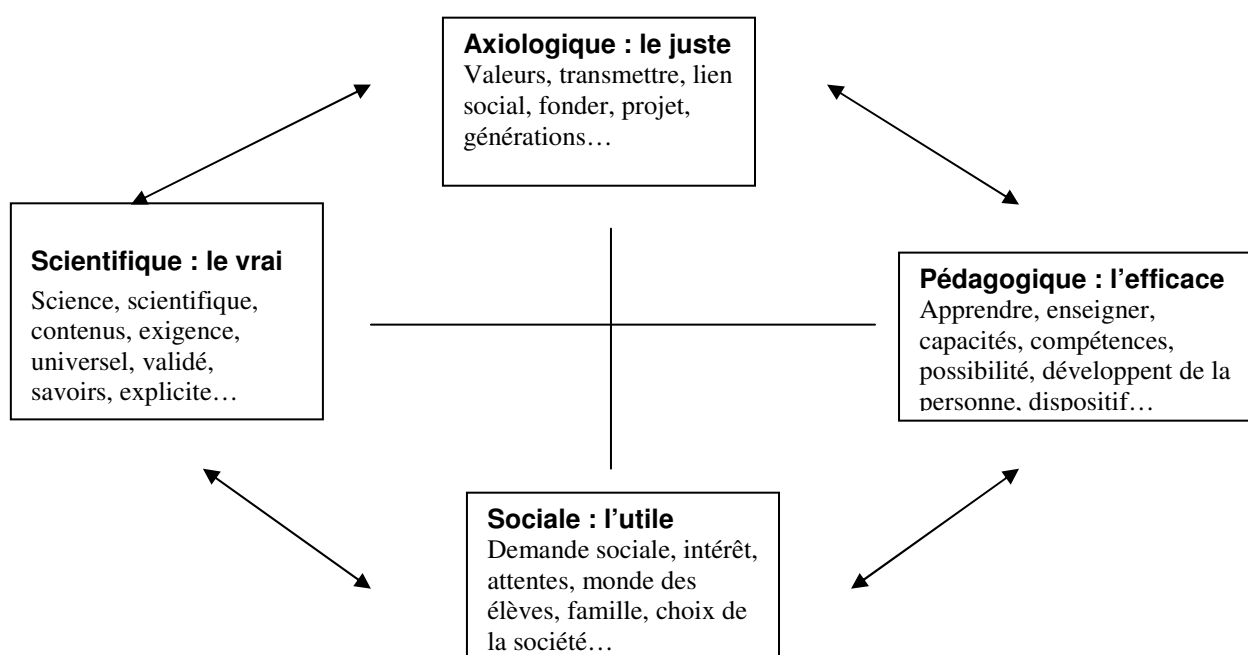 Axiologique : le juste
Valeurs, transmettre, lien
social, fonder, projet,
générations…
Scientifique : le vrai
Science, scientifique,
contenus, exigence,
universel, validé,
savoirs, explicite…
Pédagogique : l’efficace
Apprendre, enseigner,
capacités, compétences,
possibilité, développent de la
personne, dispositif…
Sociale : l’utile
Demande sociale, intérêt,
attentes, monde des
élèves, famille, choix de
la société…